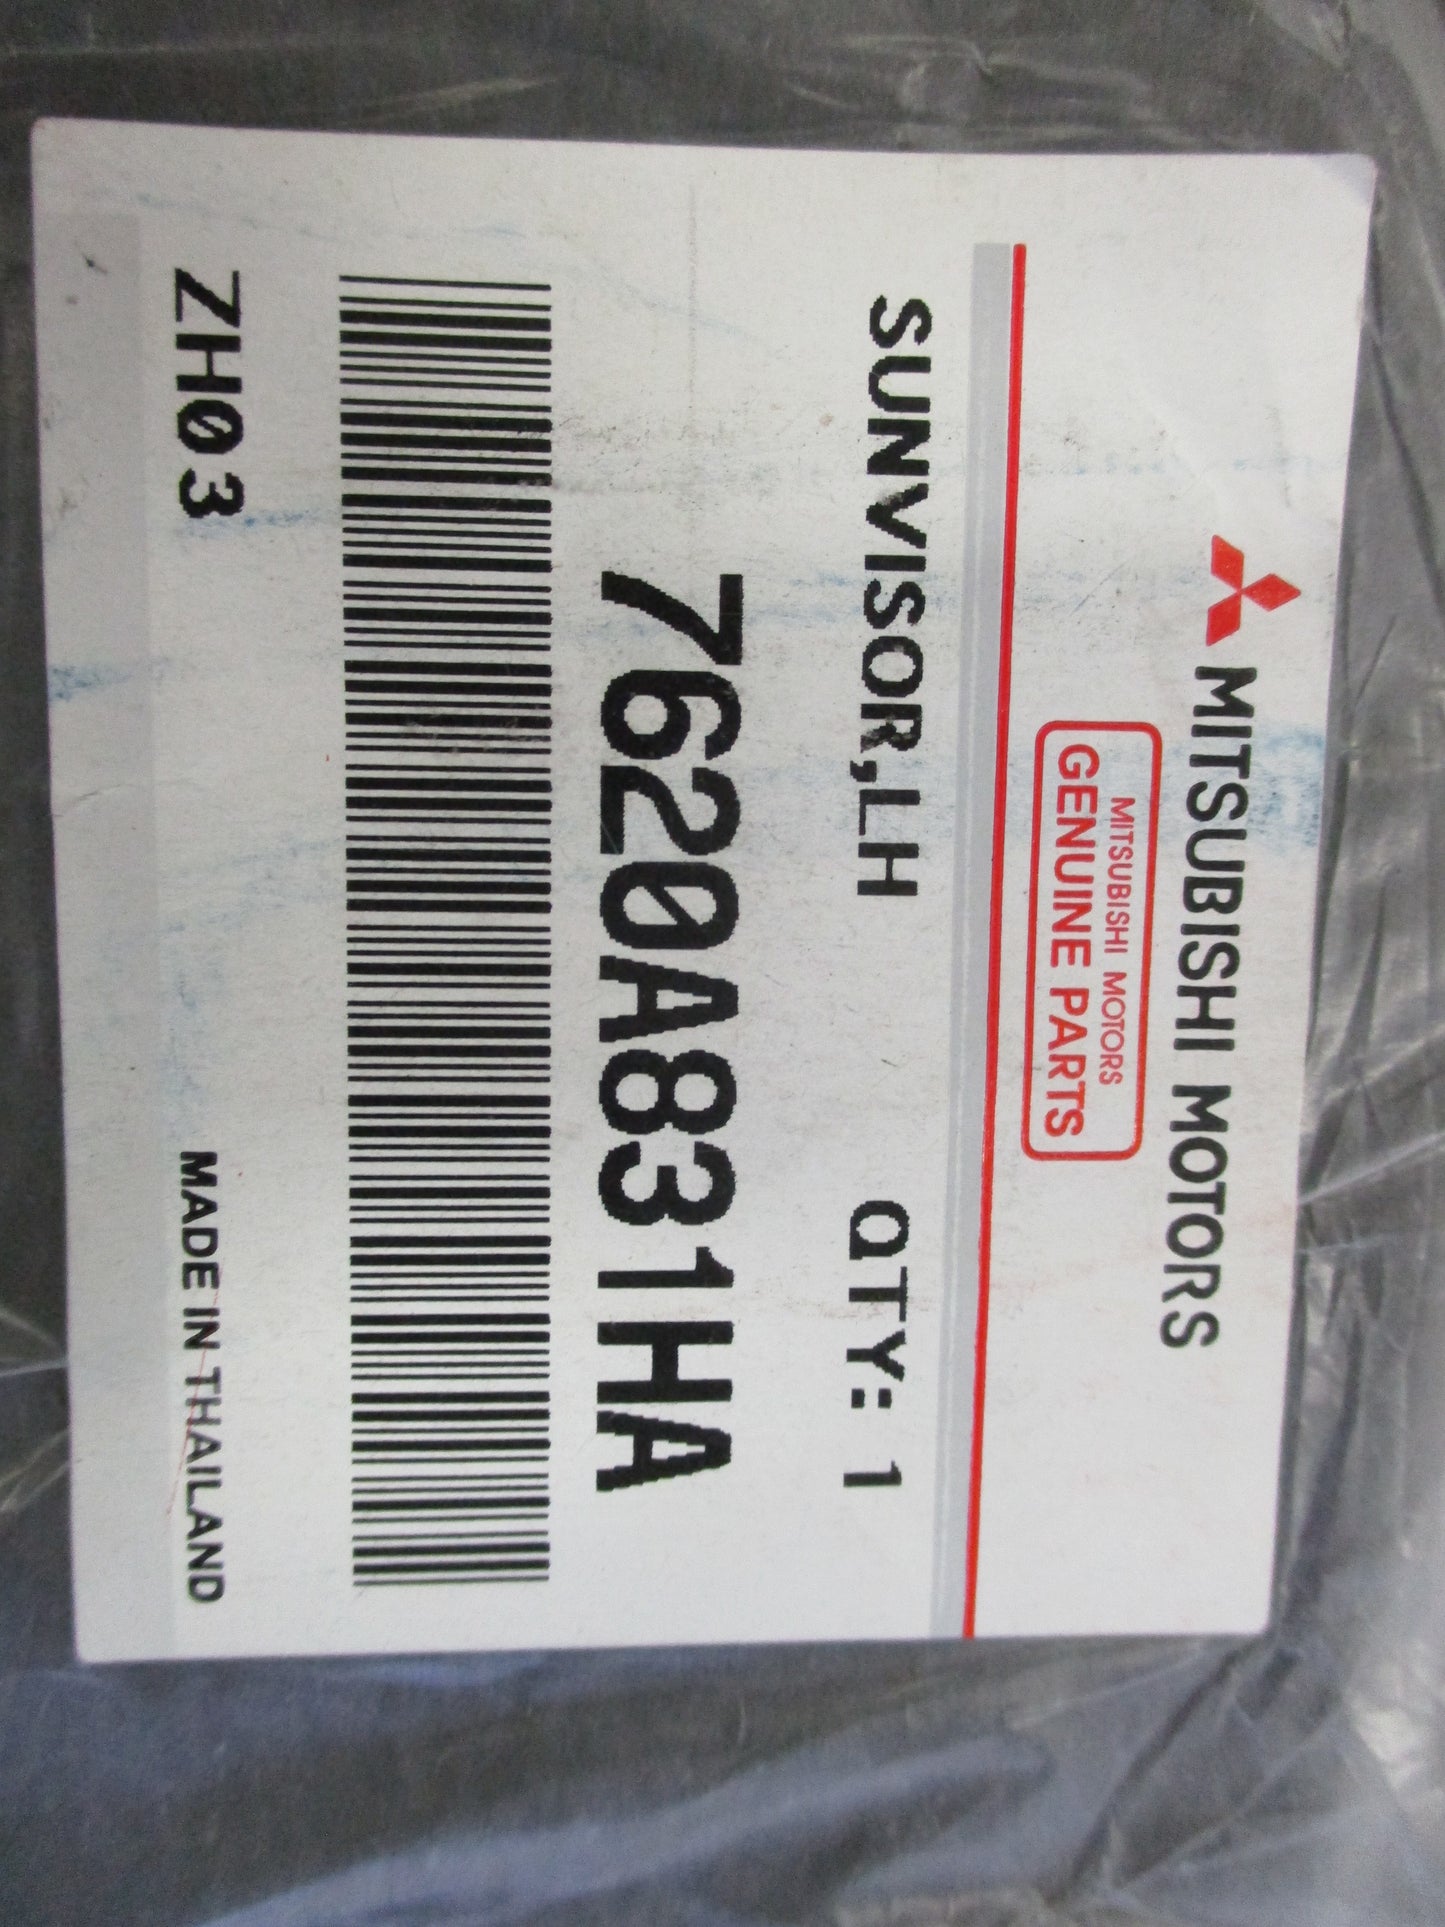 MITSUBISHI MOTORS
MITSUBISHI MOTORS
GENUINE PARTS
SUNVISOR,LH QTY: 1
7620A831HA
ZH03 MADE IN THAILAND